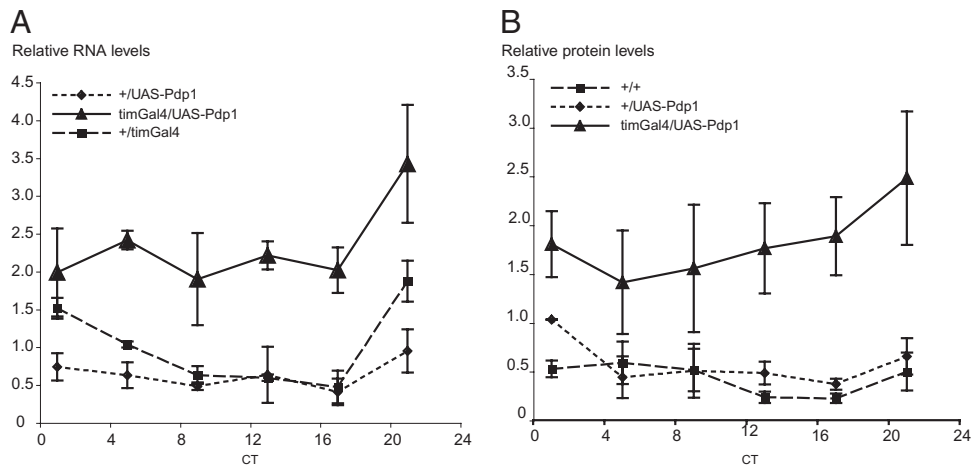 A
Relative RNA levels
4.5
4.0
3.5
3.0
2.5
2.0
1.5
1.0
0.5
0
+/UAS-Pdp1
timGal4/UAS-Pdp1
+/timGal4
0 4 8 12 16 20 24
CT
B
Relative protein levels
3.5
3.0
2.5
2.0
1.5
1.0
0.5
0
+/+
+/UAS-Pdp1
timGal4/UAS-Pdp1
0 4 8 12 16 20 24
CT